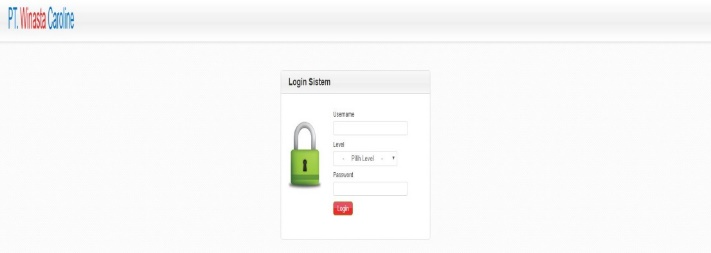 PT. Winasta Caroline
Login Sistem
Username
Level
- Pilih Level -
Password
Login